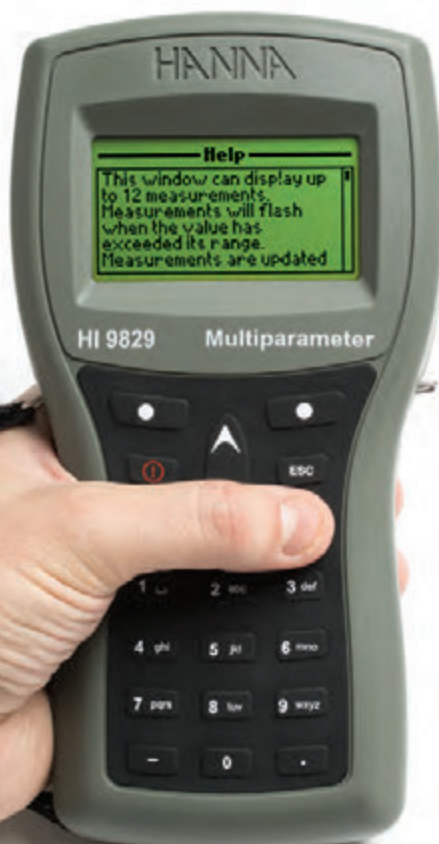 HANNA
Help
This window can display up
to 12 measurements.
Measurements will flash
when the value has
exceeded its range.
Measurements are updated
HI 9829 Multiparameter
ESC
1 2 abc 3 def
4 ghi 5 jkl 6 mno
7 pqrs 8 tuv 9 wxyz
- 0 .